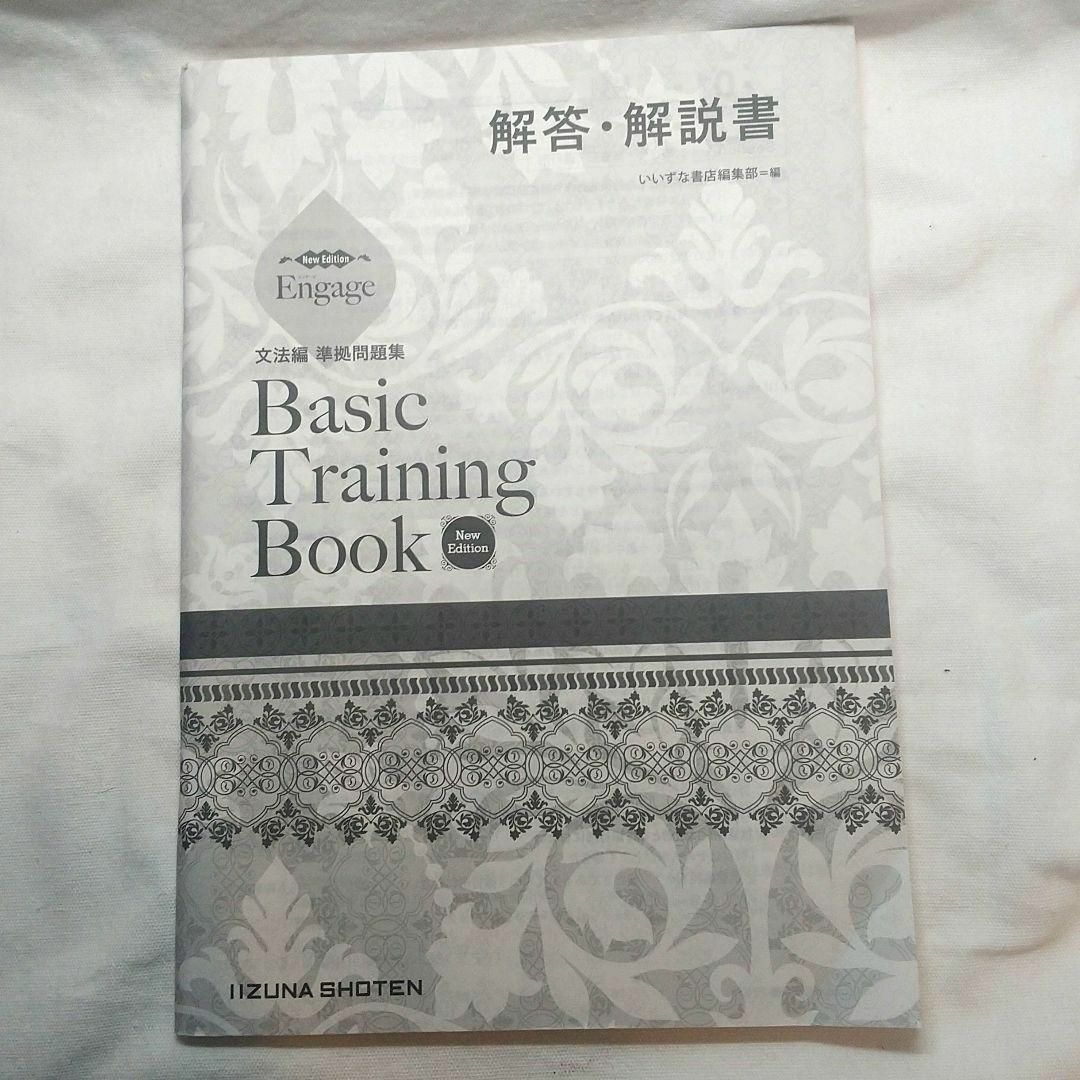 解答・解説書
いいずな書店編集部=編
New Edition
Engage
文法編 準拠問題集
Basic
Training
Book
New
Edition
IIZUNA SHOTEN